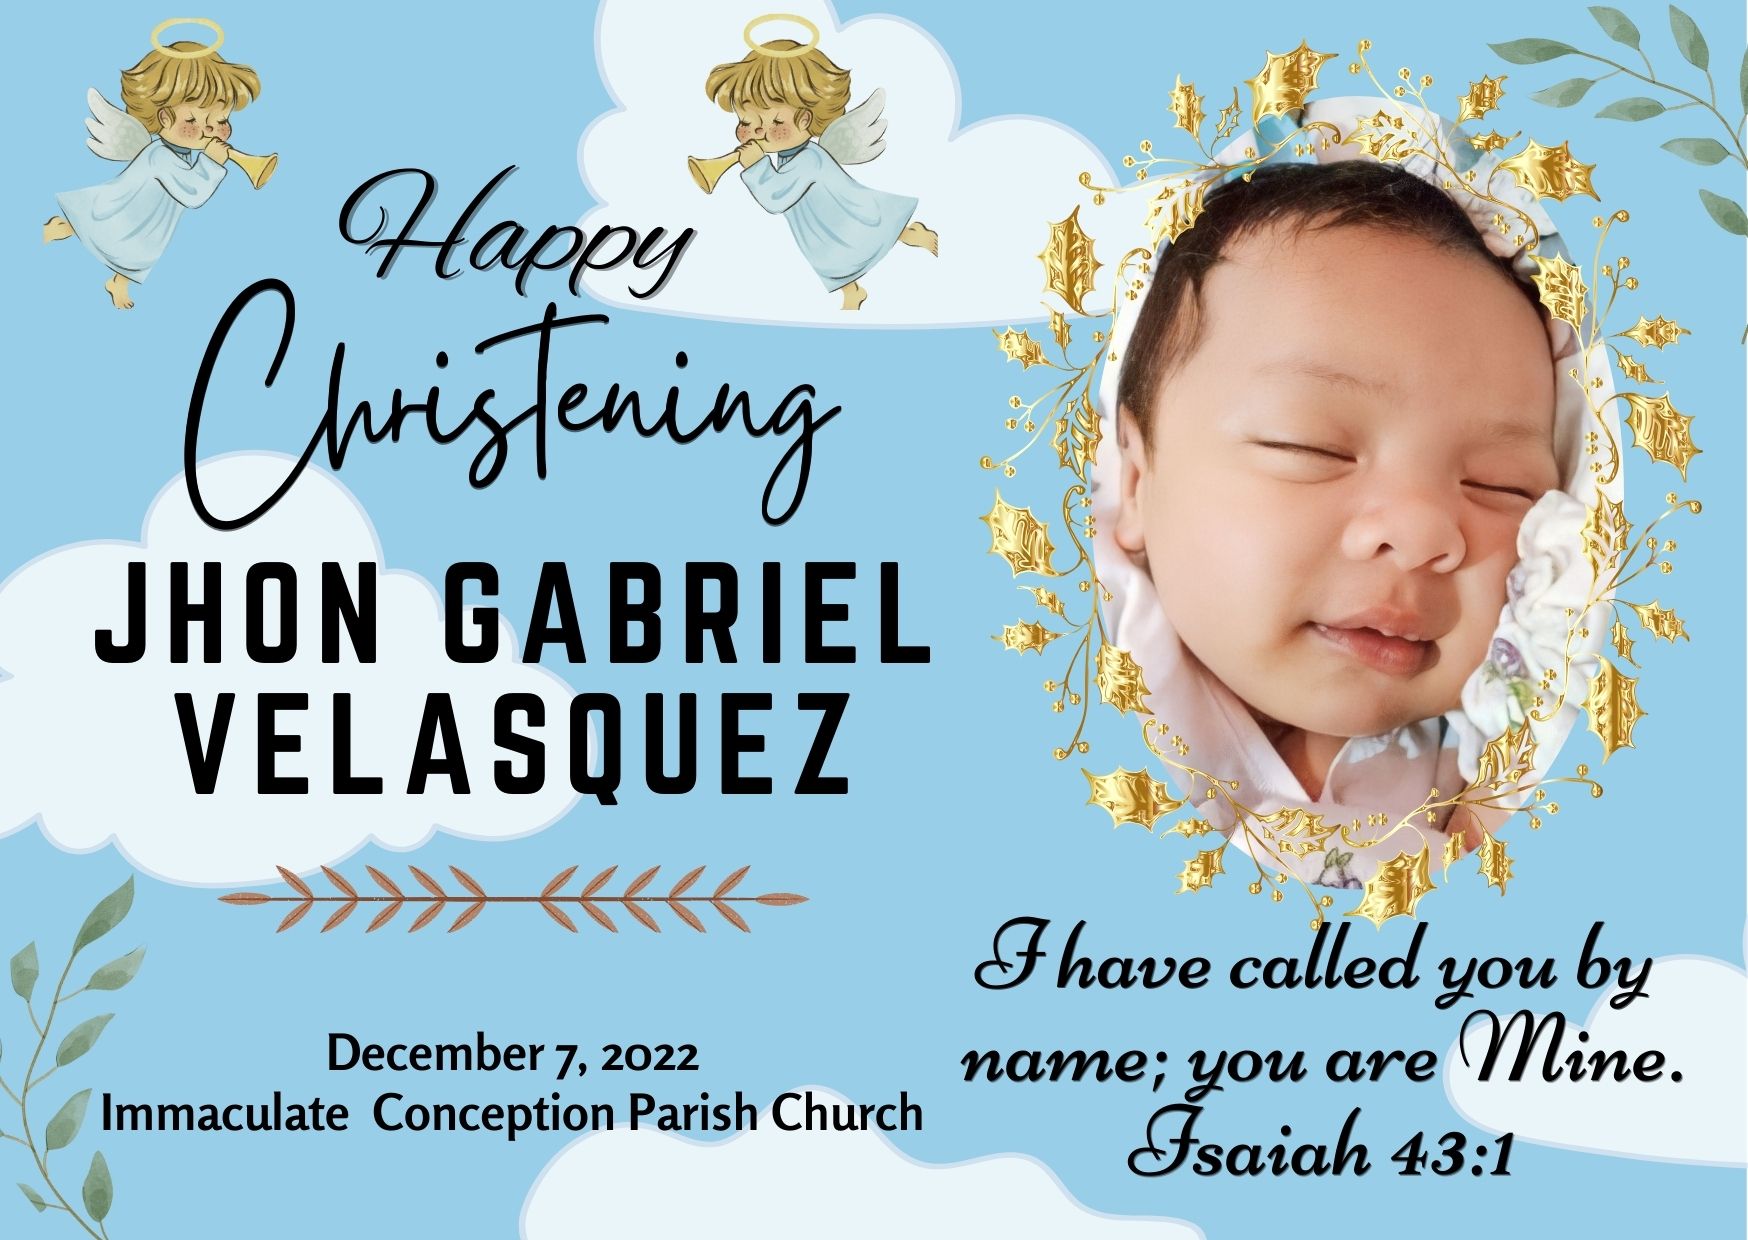 Happy
Christening
JHON GABRIEL
VELASQUEZ
December 7, 2022
Immaculate Conception Parish Church
I have called you by
name; you are Mine.
Isaiah 43:1